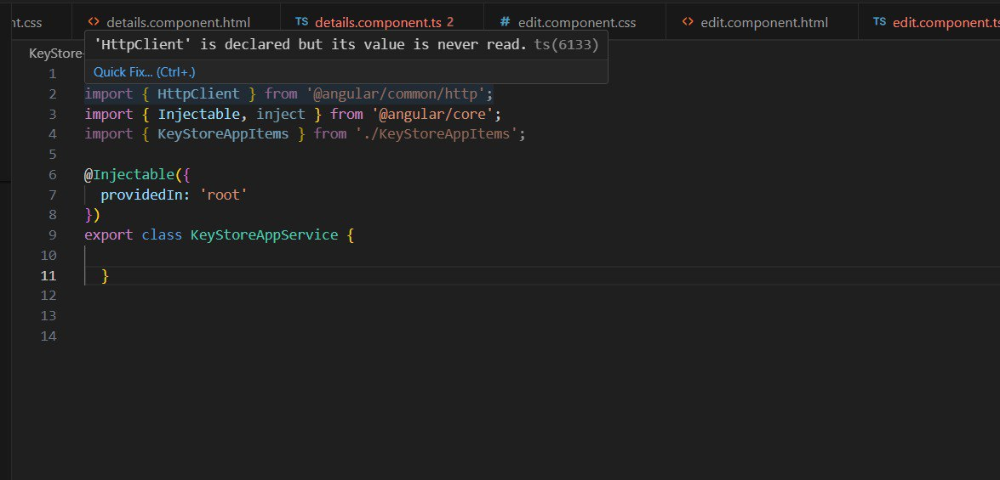 nt.css <> details.component.html TS details.component.ts 2 # edit.component.css <> edit.component.html TS edit.component.ts
'HttpClient' is declared but its value is never read. ts(6133)
KeyStore-
Quick Fix... (Ctrl+.)
1
2 import { HttpClient } from '@angular/common/http';
3 import { Injectable, inject } from '@angular/core';
4 import { KeyStoreAppItems } from './KeyStoreAppItems';
5
6 @Injectable({
7 providedIn: 'root'
8 })
9 export class KeyStoreAppService {
10
11 }
12
13
14